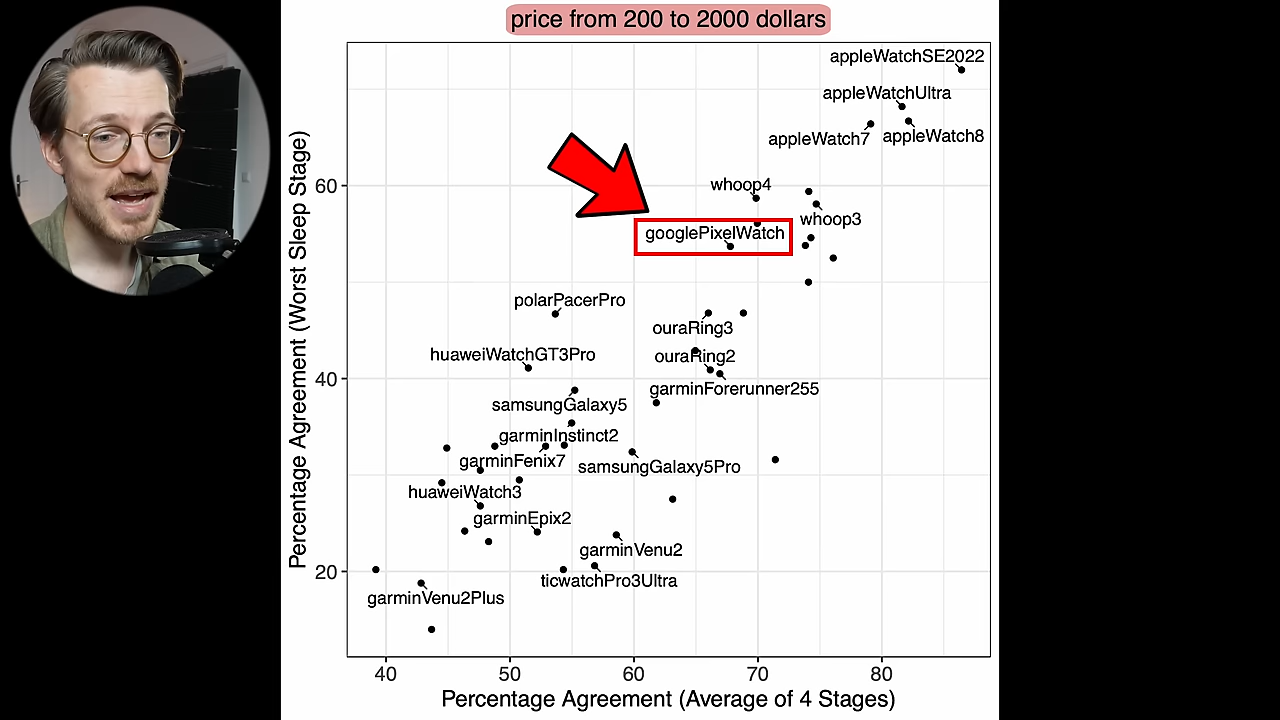 price from 200 to 2000 dollars
appleWatchSE2022
appleWatchUltra
appleWatch7
appleWatch8
whoop4
whoop3
googlePixelWatch
polarPacerPro
ouraRing3
huaweiWatchGT3Pro
ouraRing2
garminForerunner255
samsungGalaxy5
garminInstinct2
garminFenix7
samsungGalaxy5Pro
huaweiWatch3
garminEpix2
garminVenu2
ticwatchPro3Ultra
garminVenu2Plus
Percentage Agreement (Worst Sleep Stage)
60
40
20
40 50 60 70 80
Percentage Agreement (Average of 4 Stages)